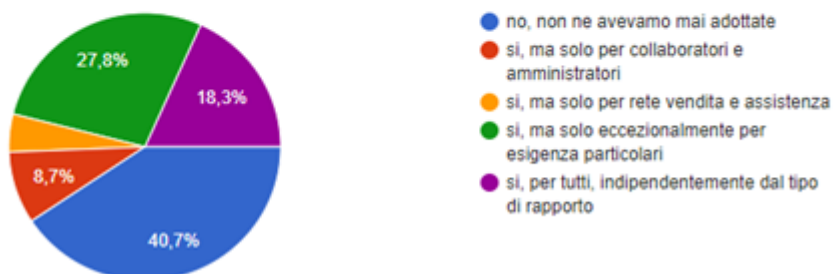 27,8%
18,3%
8,7%
40,7%
no, non ne avevamo mai adottate
si, ma solo per collaboratori e
amministratori
si, ma solo per rete vendita e assistenza
si, ma solo eccezionalmente per
esigenza particolari
si, per tutti, indipendentemente dal tipo
di rapporto